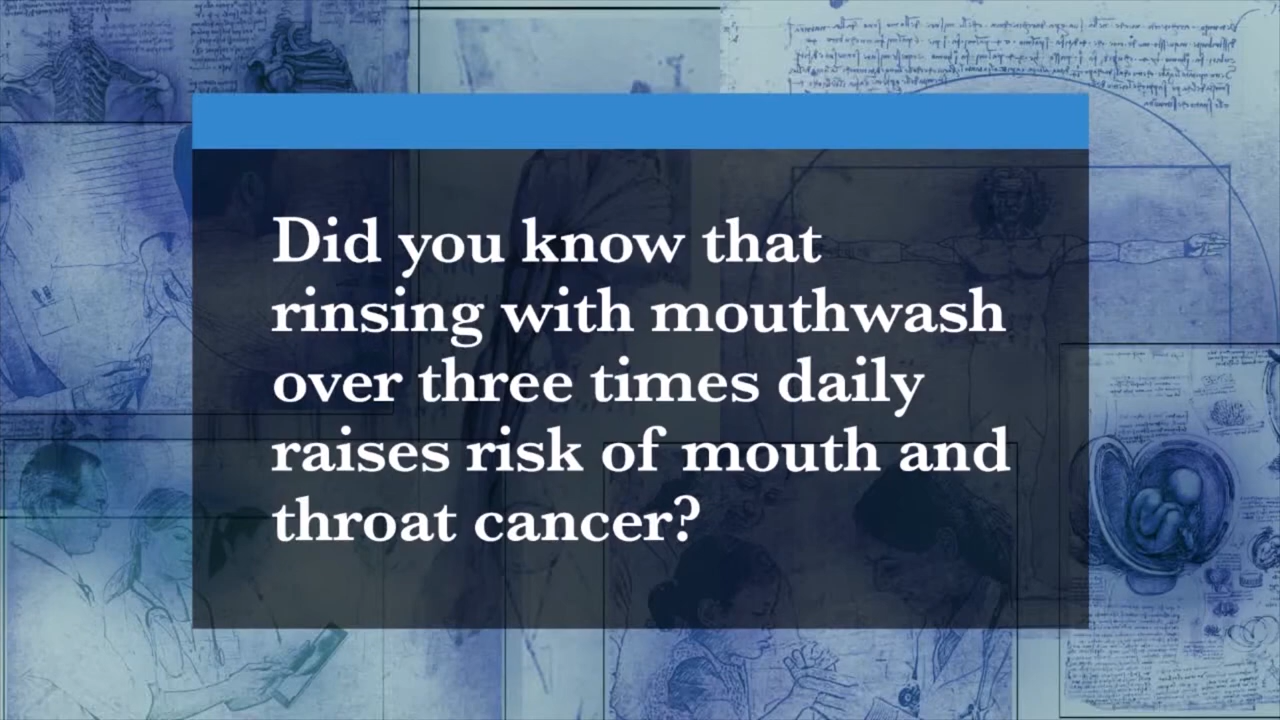 Did you know that
rinsing with mouthwash
over three times daily
raises risk of mouth and
throat cancer?